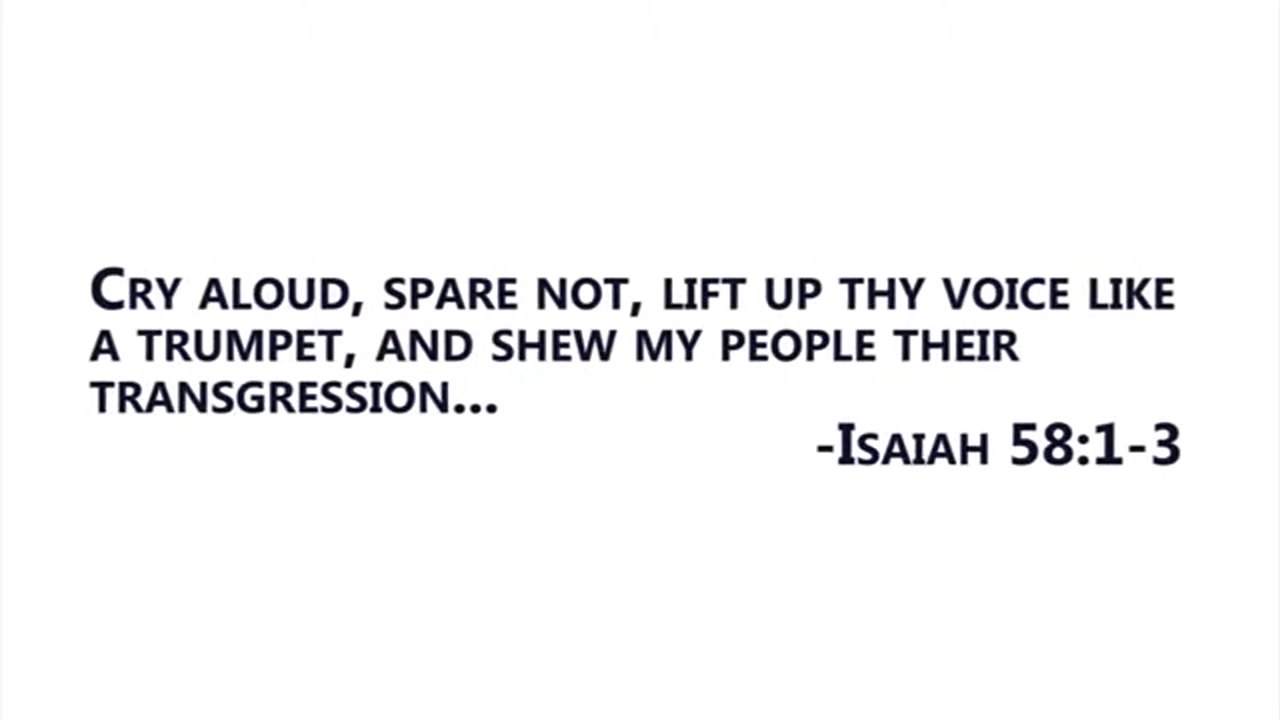 Cry aloud, spare not, lift up thy voice like
a trumpet, and shew my people their
transgression...
-Isaiah 58:1-3